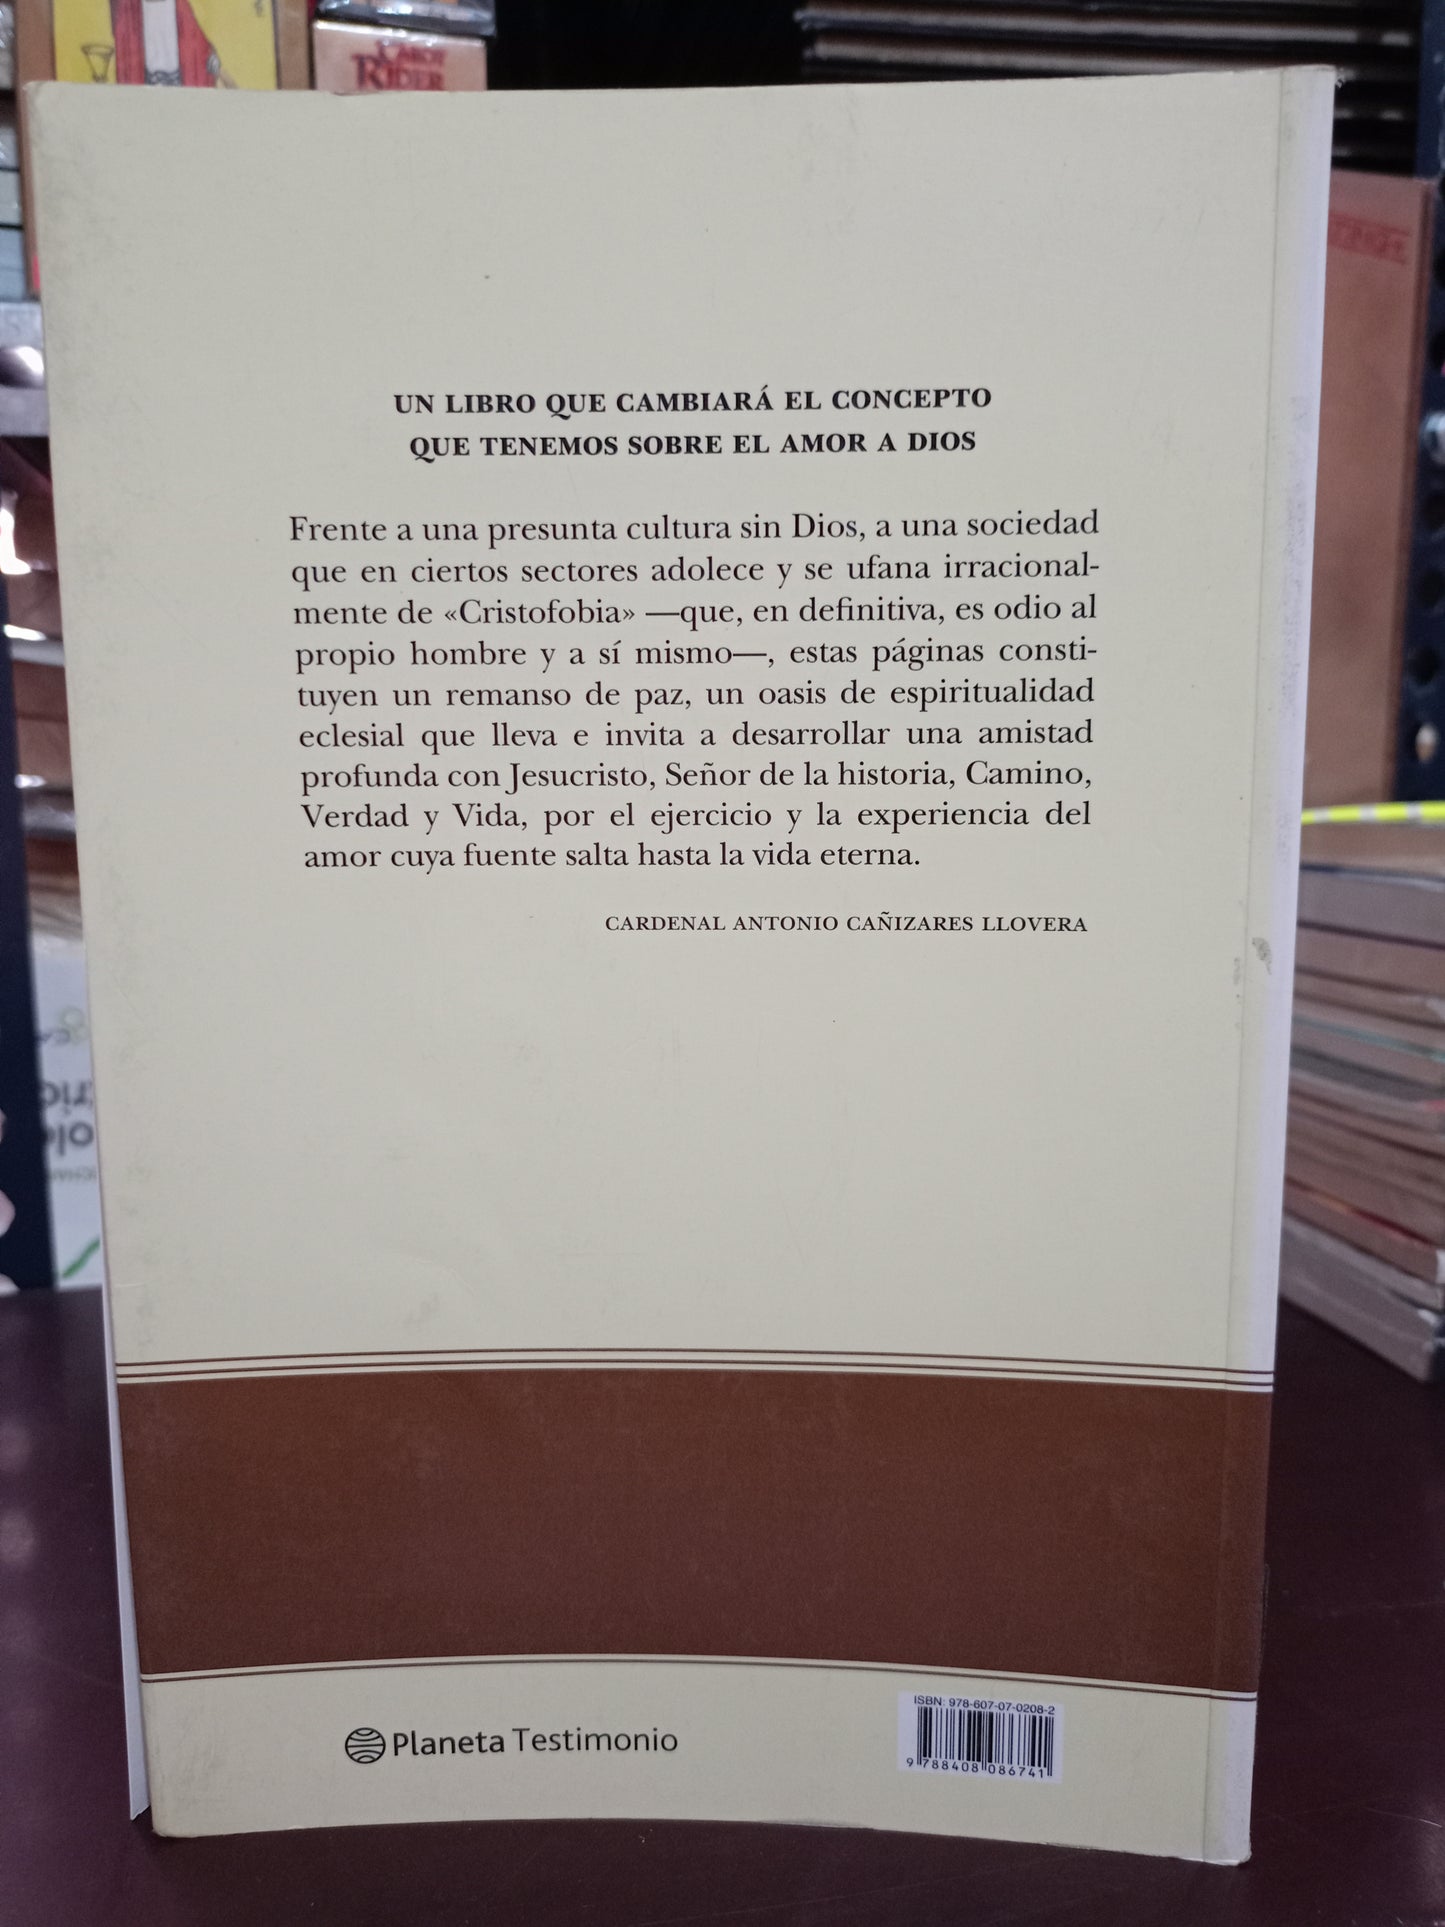 TAROT
RIDER
UN LIBRO QUE CAMBIARÁ EL CONCEPTO
QUE TENEMOS SOBRE EL AMOR A DIOS
Frente a una presunta cultura sin Dios, a una sociedad
que en ciertos sectores adolece y se ufana irracional-
mente de «Cristofobia» —que, en definitiva, es odio al
propio hombre y a sí mismo—, estas páginas consti-
tuyen un remanso de paz, un oasis de espiritualidad
eclesial que lleva e invita a desarrollar una amistad
profunda con Jesucristo, Señor de la historia, Camino,
Verdad y Vida, por el ejercicio y la experiencia del
amor cuya fuente salta hasta la vida eterna.
CARDENAL ANTONIO CAÑIZARES LLOVERA
Planeta Testimonio
ISBN: 978-607-07-0208-2
9 788408 086741